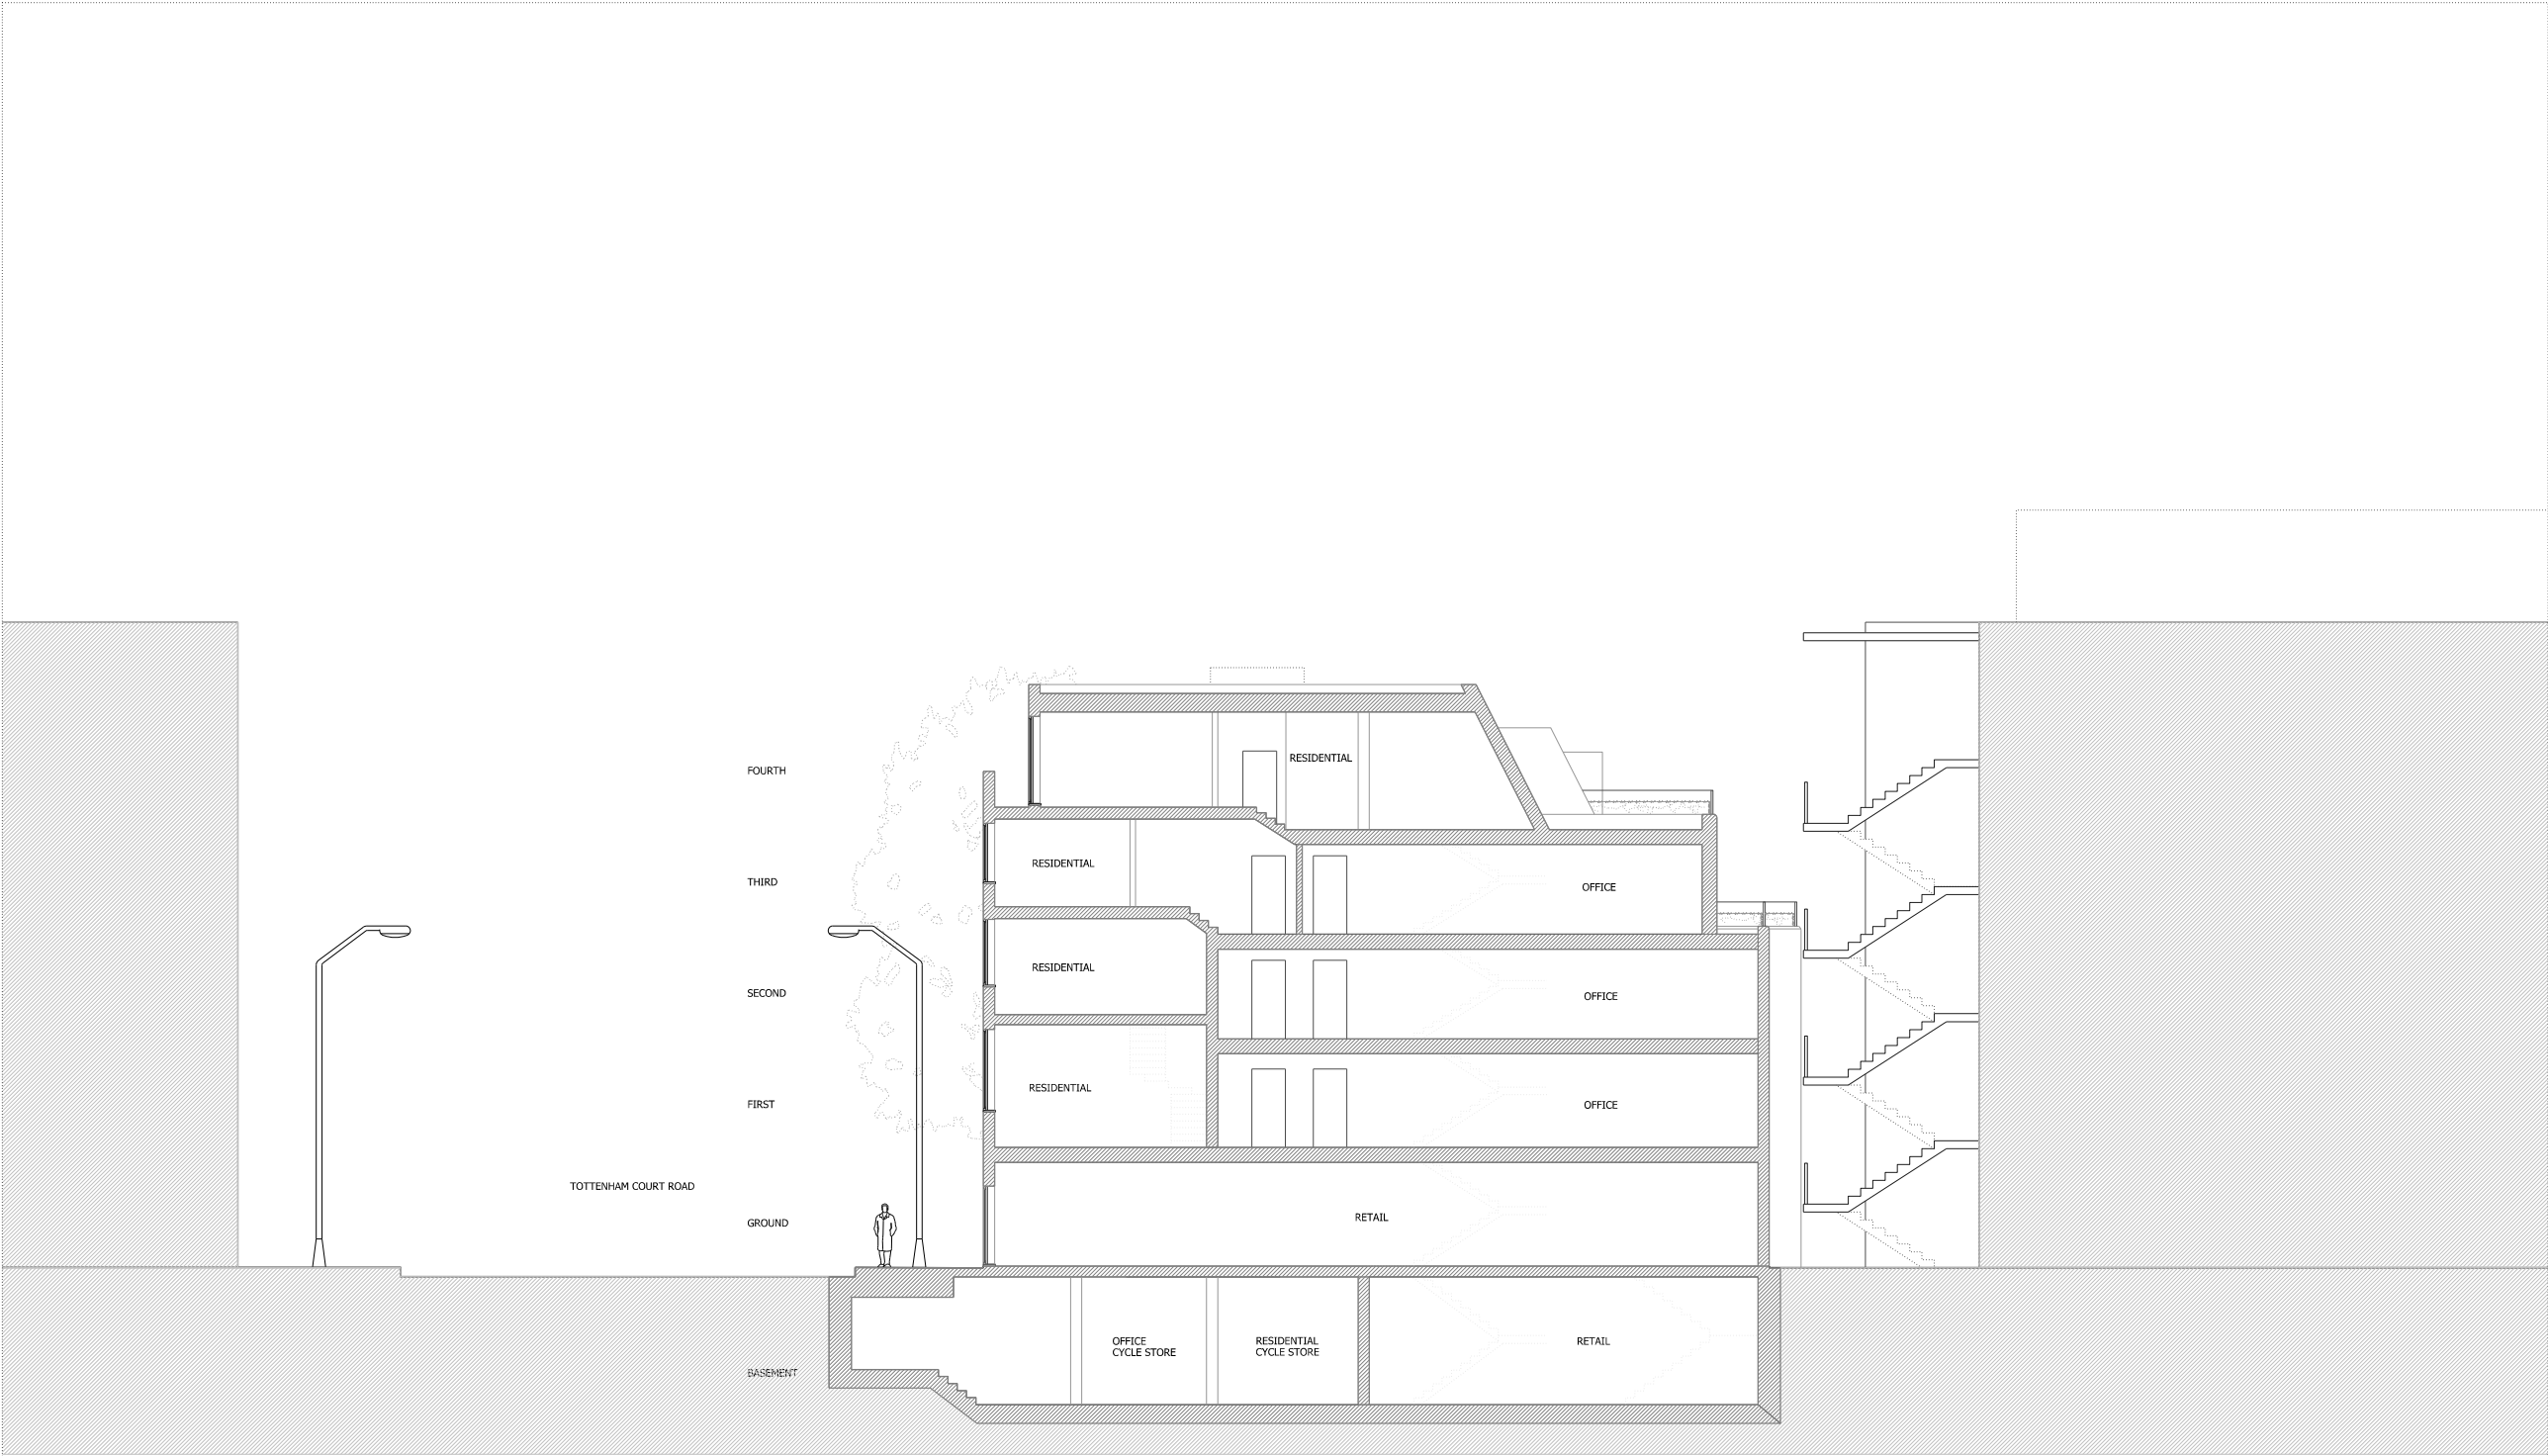 FOURTH
RESIDENTIAL
THIRD
RESIDENTIAL
OFFICE
SECOND
RESIDENTIAL
OFFICE
FIRST
RESIDENTIAL
OFFICE
TOTTENHAM COURT ROAD
GROUND
RETAIL
BASEMENT
OFFICE
CYCLE STORE
RESIDENTIAL
CYCLE STORE
RETAIL